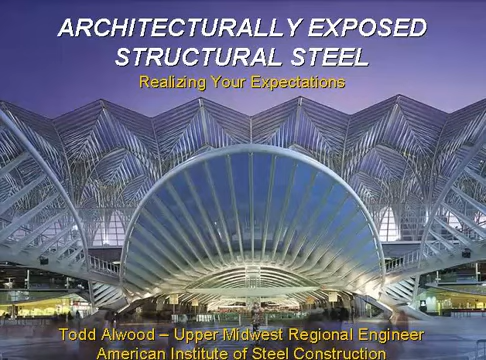 ARCHITECTURALLY EXPOSED
STRUCTURAL STEEL
Realizing Your Expectations
Todd Alwood – Upper Midwest Regional Engineer
American Institute of Steel Construction